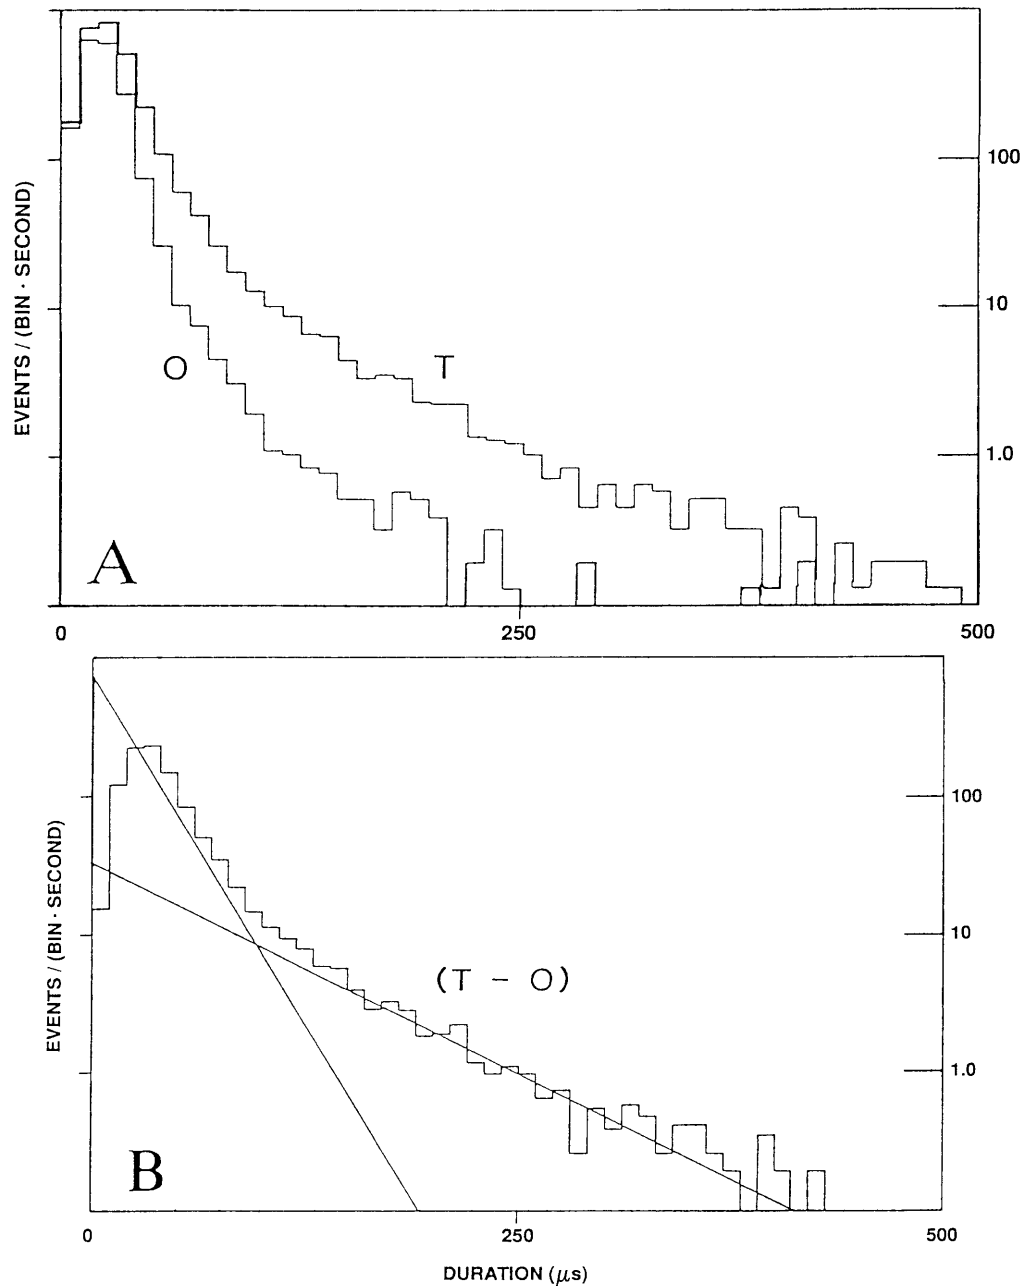 EVENTS / (BIN · SECOND)
100
10
1.0
O
T
A
0
250
500
EVENTS / (BIN · SECOND)
100
10
1.0
(T – O)
B
0
250
500
DURATION (μs)